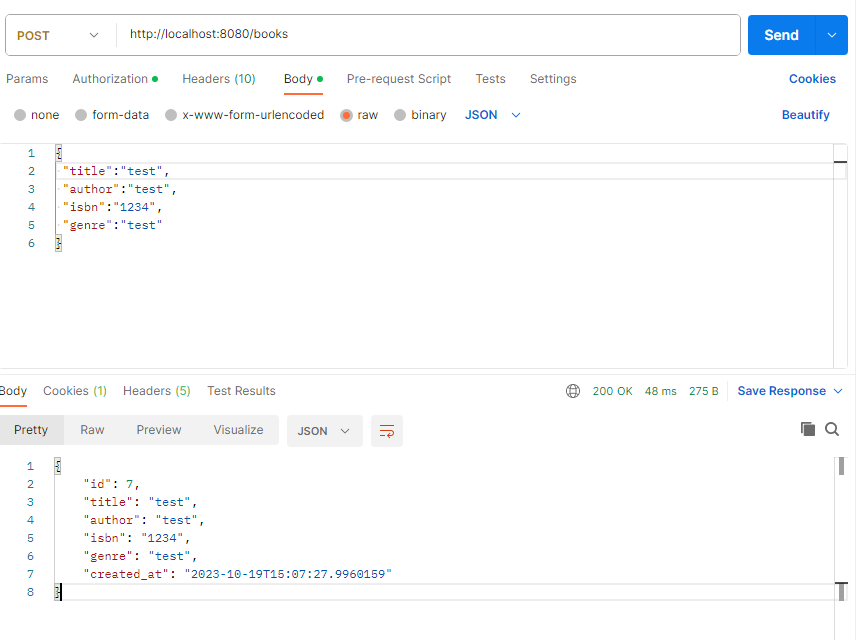 POST http://localhost:8080/books Send
Params Authorization Headers (10) Body Pre-request Script Tests Settings Cookies
none form-data x-www-form-urlencoded raw binary JSON Beautify
1 {
2 "title":"test",
3 "author":"test",
4 "isbn":"1234",
5 "genre":"test"
6 }
Body Cookies (1) Headers (5) Test Results 200 OK 48 ms 275 B Save Response
Pretty Raw Preview Visualize JSON
1 {
2 "id": 7,
3 "title": "test",
4 "author": "test",
5 "isbn": "1234",
6 "genre": "test",
7 "created_at": "2023-10-19T15:07:27.9960159"
8 }